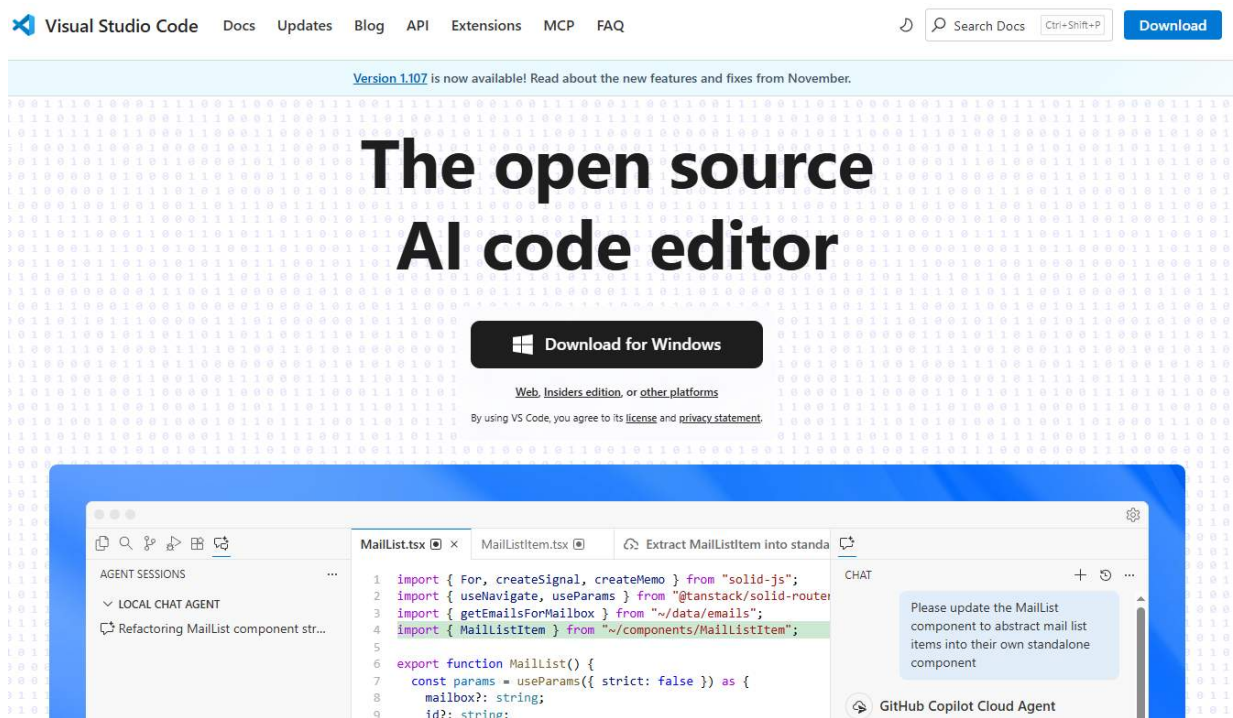 Visual Studio Code Docs Updates Blog API Extensions MCP FAQ Search Docs Ctrl+Shift+P Download
Version 1.107 is now available! Read about the new features and fixes from November.
The open source
AI code editor
Download for Windows
Web, Insiders edition, or other platforms
By using VS Code, you agree to its license and privacy statement.
MailList.tsx MailListItem.tsx Extract MailListItem into standa
AGENT SESSIONS
LOCAL CHAT AGENT
Refactoring MailList component str...
1 import { For, createSignal, createMemo } from "solid-js";
2 import { useNavigate, useParams } from "@tanstack/solid-router
3 import { getEmailsForMailbox } from "~/data/emails";
4 import { MailListItem } from "~/components/MailListItem";
5
6 export function MailList() {
7 const params = useParams({ strict: false }) as {
8 mailbox?: string;
9 id?: string;
CHAT
Please update the MailList
component to abstract mail list
items into their own standalone
component
GitHub Copilot Cloud Agent